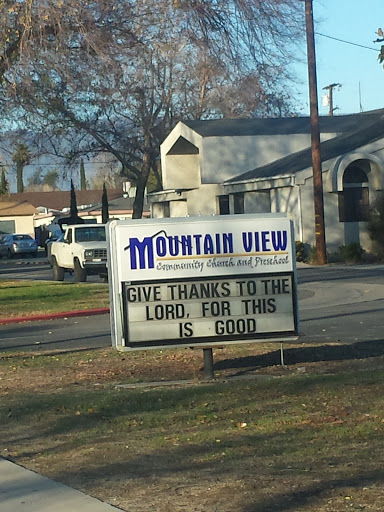 MOUNTAIN VIEW
Community Church and Preschool
GIVE THANKS TO THE
LORD, FOR THIS
IS GOOD